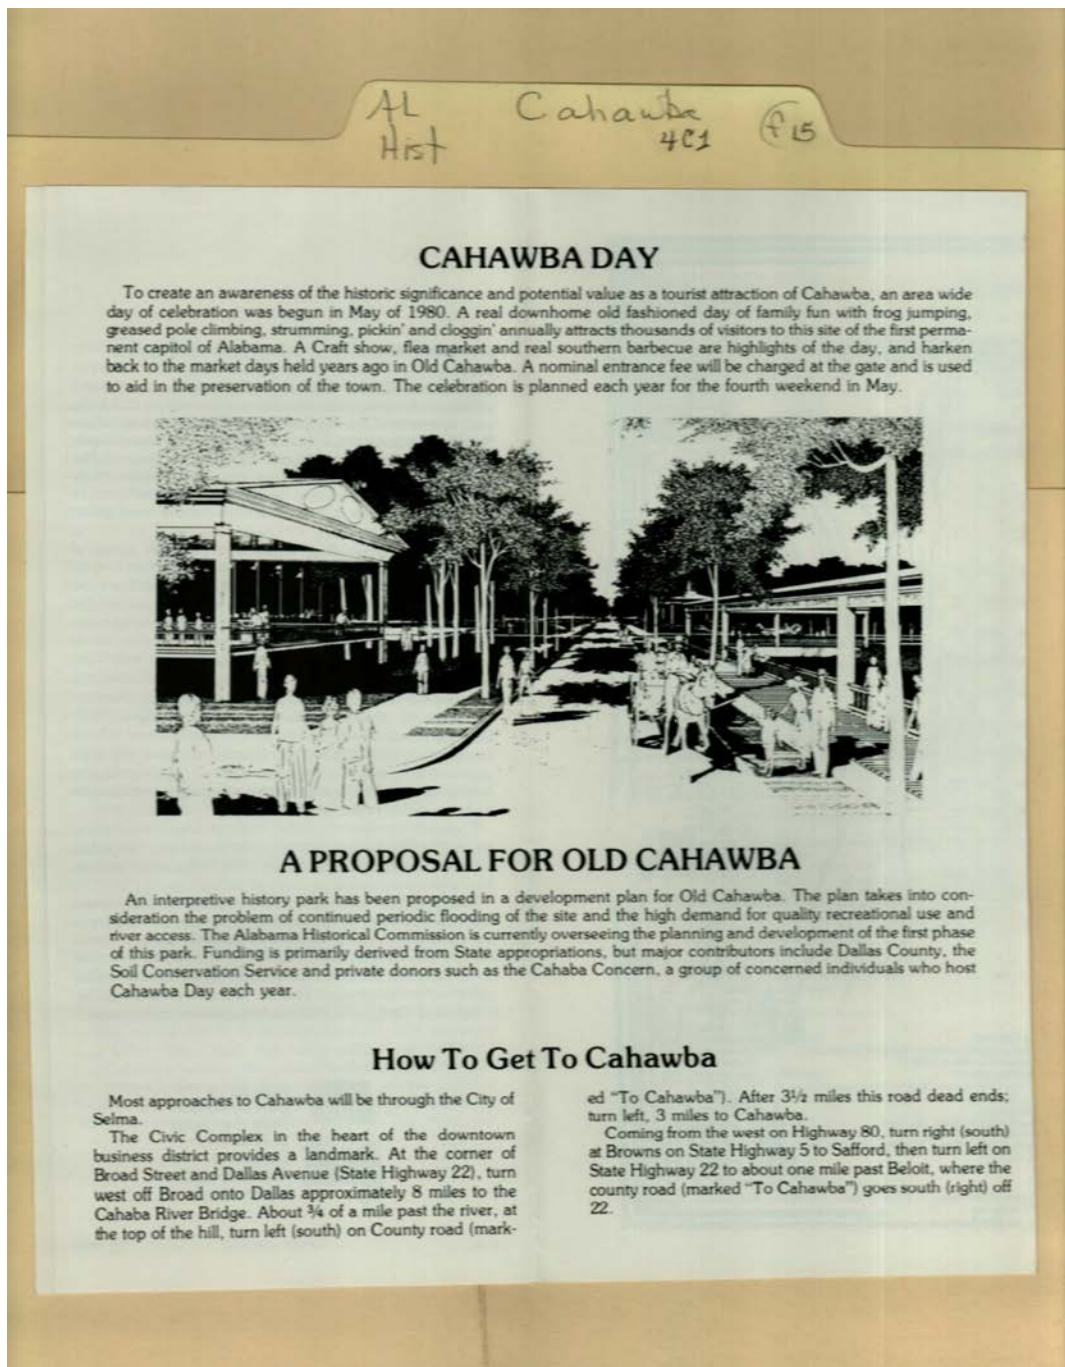 AL Cahawba
Hist 4C1 f15
CAHAWBA DAY
To create an awareness of the historic significance and potential value as a tourist attraction of Cahawba, an area wide
day of celebration was begun in May of 1980. A real downhome old fashioned day of family fun with frog jumping,
greased pole climbing, strumming, pickin' and cloggin' annually attracts thousands of visitors to this site of the first perma-
nent capitol of Alabama. A Craft show, flea market and real southern barbecue are highlights of the day, and harken
back to the market days held years ago in Old Cahawba. A nominal entrance fee will be charged at the gate and is used
to aid in the preservation of the town. The celebration is planned each year for the fourth weekend in May.
A PROPOSAL FOR OLD CAHAWBA
An interpretive history park has been proposed in a development plan for Old Cahawba. The plan takes into con-
sideration the problem of continued periodic flooding of the site and the high demand for quality recreational use and
river access. The Alabama Historical Commission is currently overseeing the planning and development of the first phase
of this park. Funding is primarily derived from State appropriations, but major contributors include Dallas County, the
Soil Conservation Service and private donors such as the Cahaba Concern, a group of concerned individuals who host
Cahawba Day each year.
How To Get To Cahawba
Most approaches to Cahawba will be through the City of
Selma.
The Civic Complex in the heart of the downtown
business district provides a landmark. At the corner of
Broad Street and Dallas Avenue (State Highway 22), turn
west off Broad onto Dallas approximately 8 miles to the
Cahaba River Bridge. About ¾ of a mile past the river, at
the top of the hill, turn left (south) on County road (mark-
ed "To Cahawba"). After 3½ miles this road dead ends;
turn left, 3 miles to Cahawba.
Coming from the west on Highway 80, turn right (south)
at Browns on State Highway 5 to Safford, then turn left on
State Highway 22 to about one mile past Beloit, where the
county road (marked "To Cahawba") goes south (right) off
22.